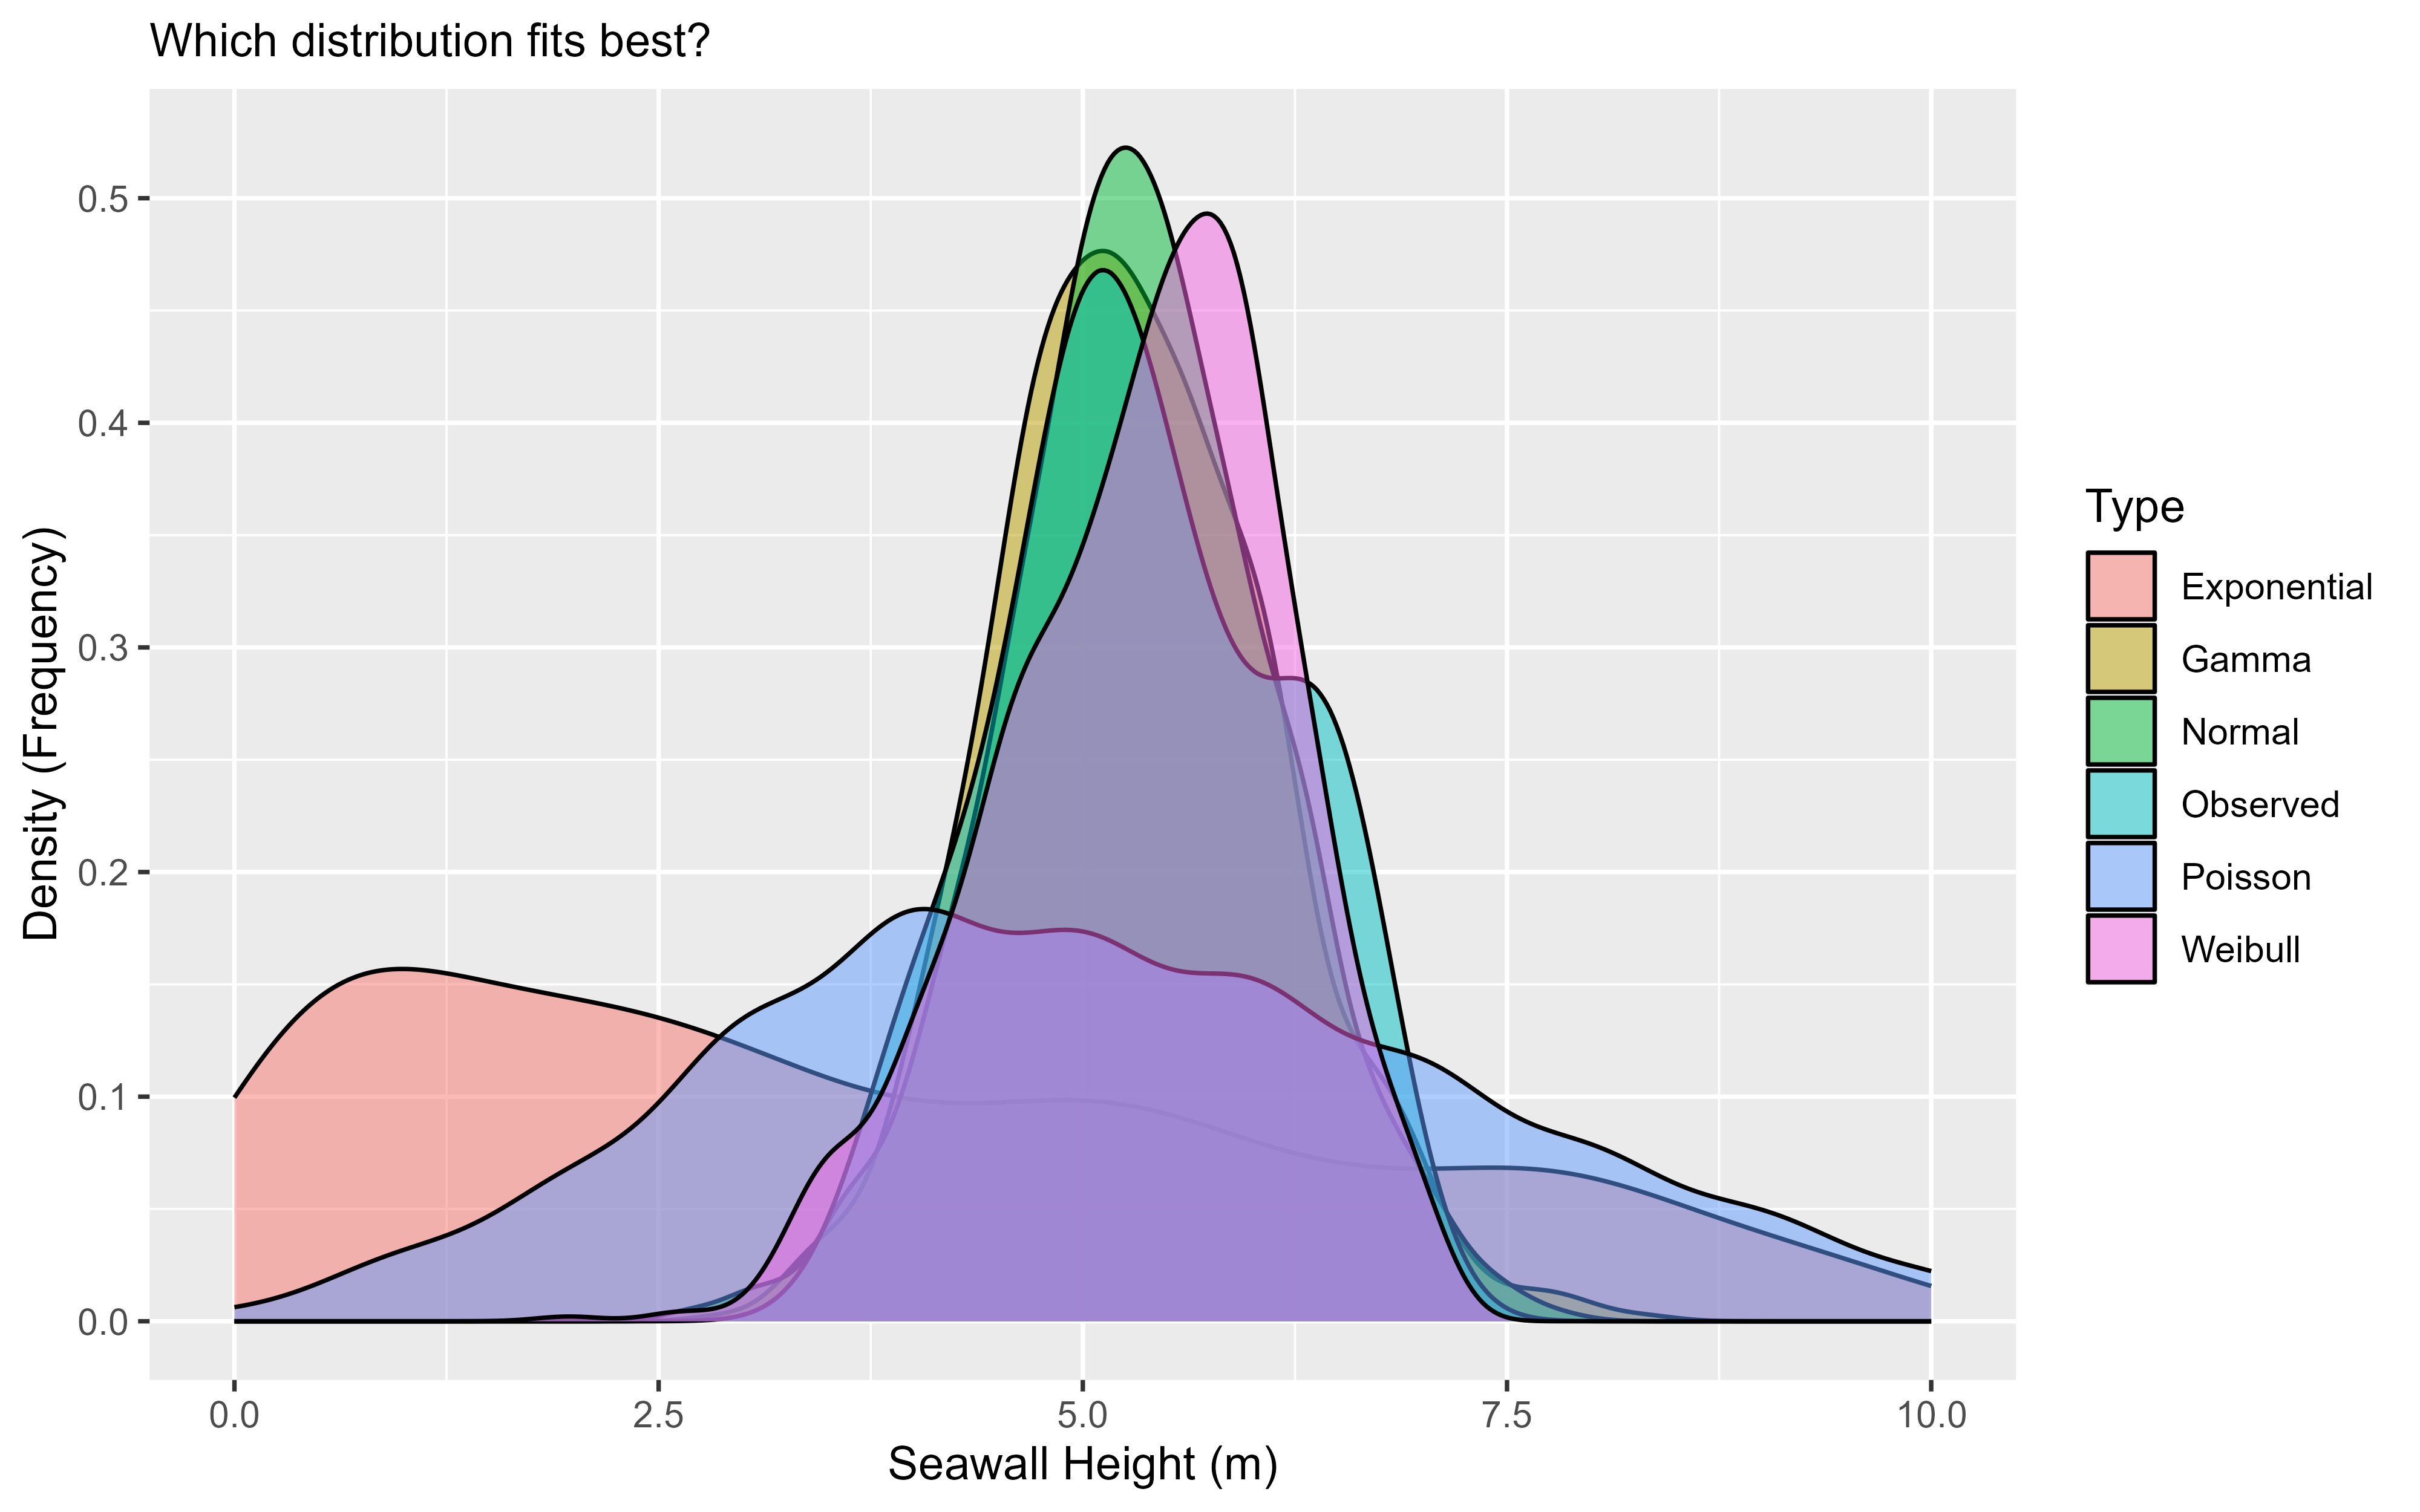 Which distribution fits best?
Density (Frequency)
0.5
0.4
0.3
0.2
0.1
0.0
0.0 2.5 5.0 7.5 10.0
Seawall Height (m)
Type
Exponential
Gamma
Normal
Observed
Poisson
Weibull